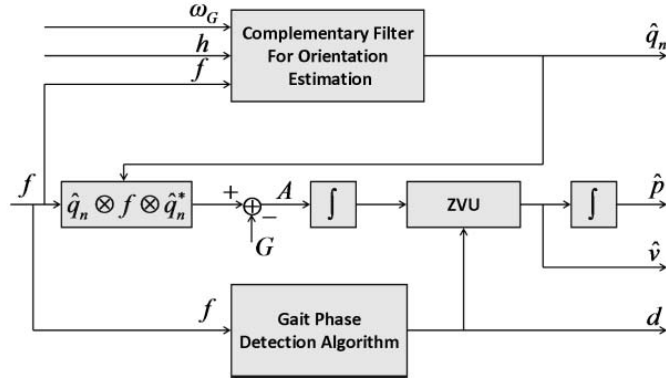 ω_G
h
f
Complementary Filter
For Orientation
Estimation
q̂_n
f
q̂_n ⊗ f ⊗ q̂_n^*
+
−
G
A
∫
ZVU
∫
p̂
v̂
f
Gait Phase
Detection Algorithm
d